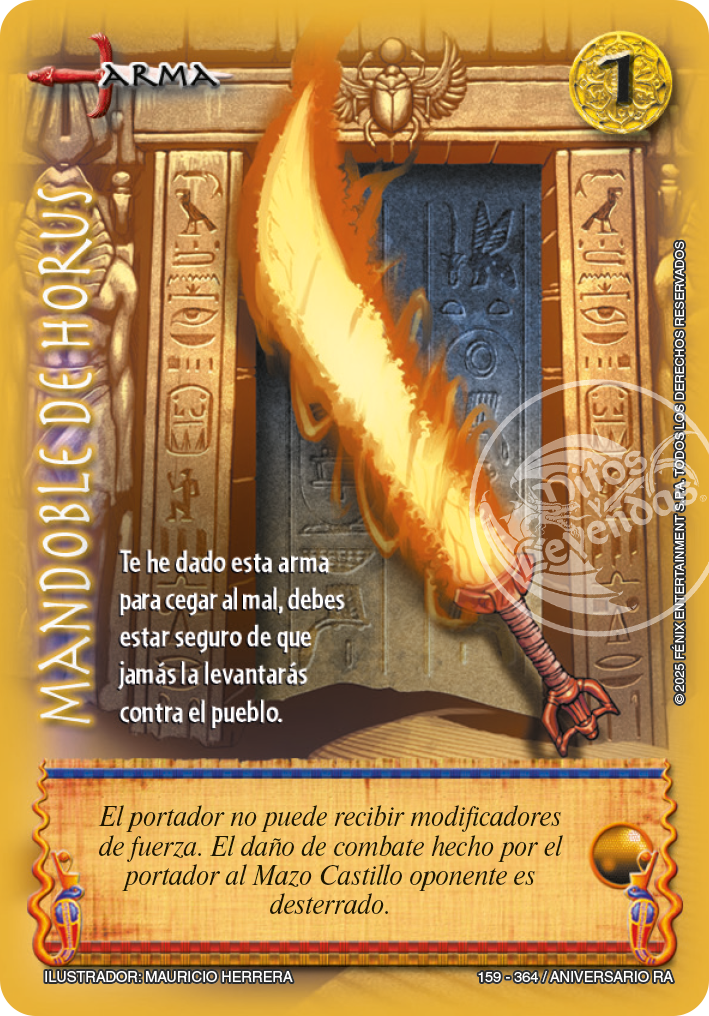 ARMA
1
MANDOBLE DE HORUS
Te he dado esta arma
para cegar al mal, debes
estar seguro de que
jamás la levantarás
contra el pueblo.
© 2025 FÉNIX ENTERTAINMENT S.P.A. TODOS LOS DERECHOS RESERVADOS
Mitos
y
Leyendas
El portador no puede recibir modificadores
de fuerza. El daño de combate hecho por el
portador al Mazo Castillo oponente es
desterrado.
ILUSTRADOR: MAURICIO HERRERA
159 - 364 / ANIVERSARIO RA